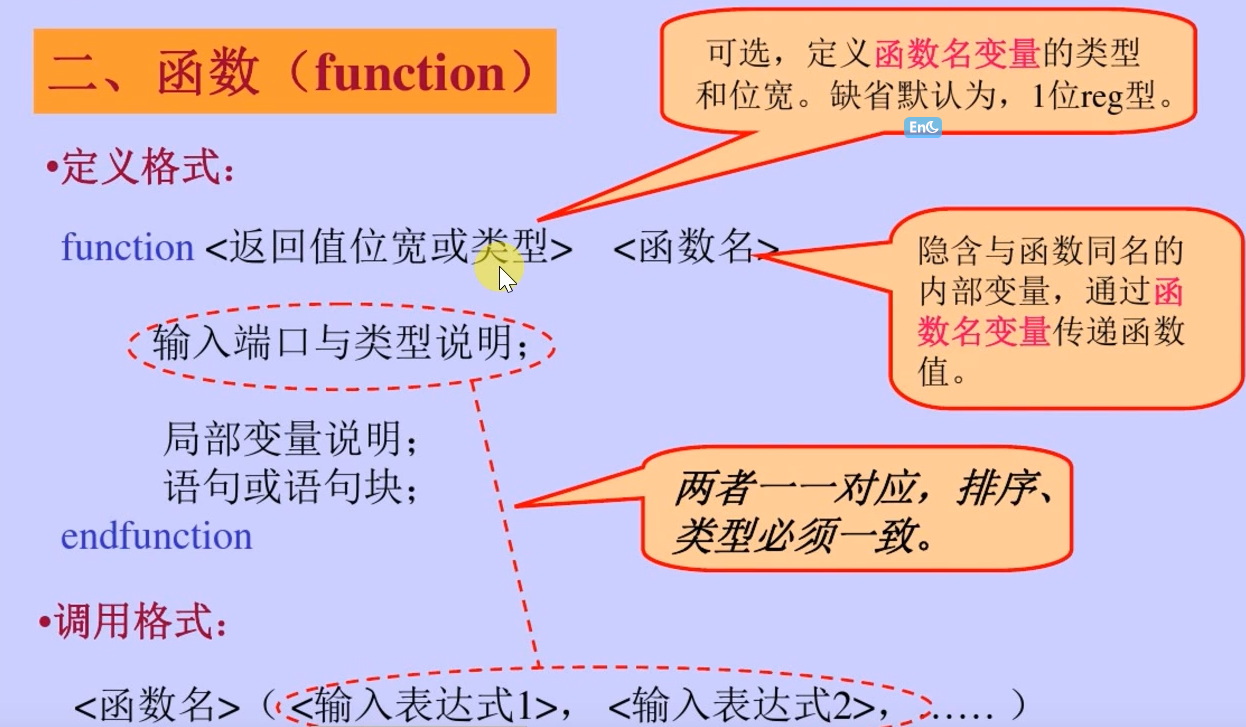 二、函数（function）
可选，定义函数名变量的类型
和位宽。缺省默认为，1位reg型。
En
•定义格式：
function <返回值位宽或类型> <函数名>
隐含与函数同名的
内部变量，通过函
数名变量传递函数
值。
输入端口与类型说明；
局部变量说明；
语句或语句块；
endfunction
两者一一对应，排序、
类型必须一致。
•调用格式：
<函数名>（<输入表达式1>，<输入表达式2>，……）